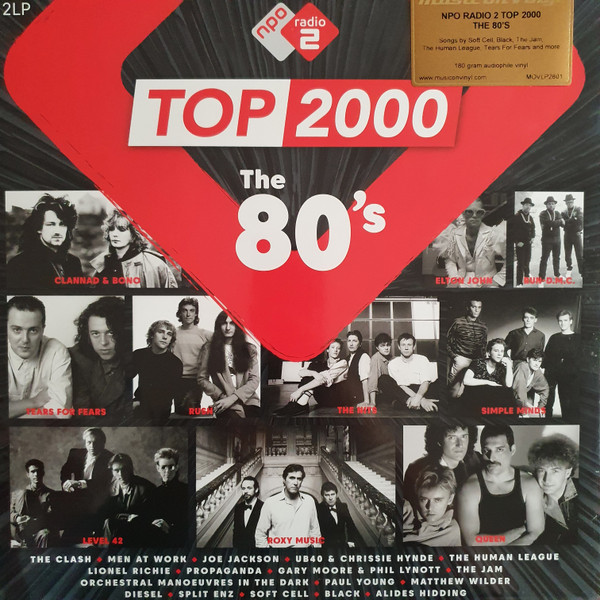 2LP
npo
radio
2
NPO RADIO 2 TOP 2000
THE 80'S
Songs by Soft Cell, Black, The Jam,
The Human League, Tears For Fears and more
180 gram audiophile vinyl
www.musiconvinyl.com MOVLP2601
TOP 2000
The
80's
CLANNAD & BONO
ELTON JOHN
RUN-D.M.C.
TEARS FOR FEARS
RUSH
SIMPLE MINDS
LEVEL 42
ROXY MUSIC
QUEEN
THE CLASH • MEN AT WORK • JOE JACKSON • UB40 & CHRISSIE HYNDE • THE HUMAN LEAGUE
LIONEL RICHIE • PROPAGANDA • GARY MOORE & PHIL LYNOTT • THE JAM
ORCHESTRAL MANOEUVRES IN THE DARK • PAUL YOUNG • MATTHEW WILDER
DIESEL • SPLIT ENZ • SOFT CELL • BLACK • ALIDES HIDDING